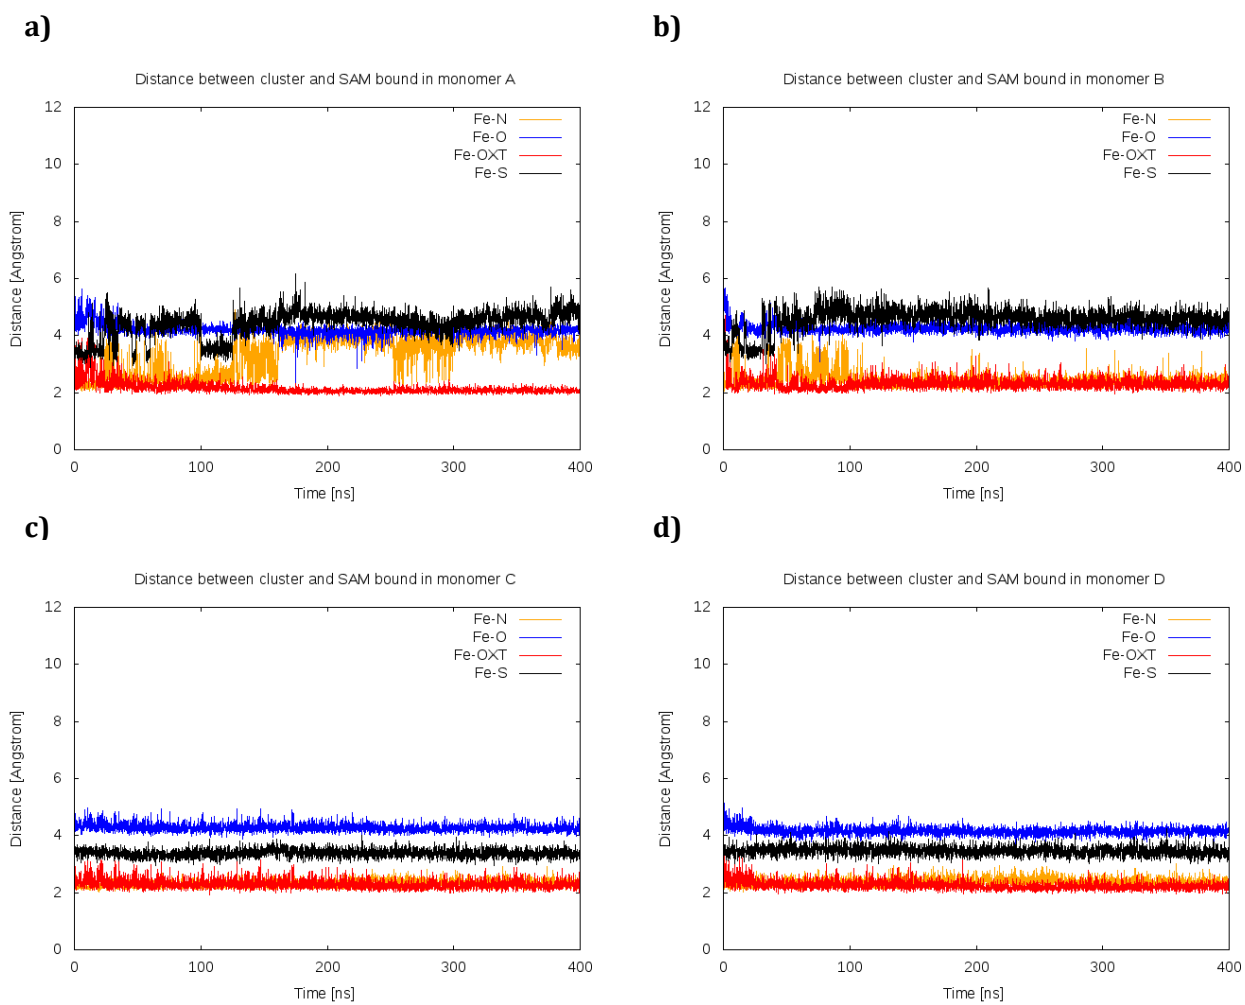 a)
Distance between cluster and SAM bound in monomer A
12
10
8
6
4
2
0
Distance [Angstrom]
Fe-N
Fe-O
Fe-OXT
Fe-S
0 100 200 300 400
Time [ns]
b)
Distance between cluster and SAM bound in monomer B
12
10
8
6
4
2
0
Distance [Angstrom]
Fe-N
Fe-O
Fe-OXT
Fe-S
0 100 200 300 400
Time [ns]
c)
Distance between cluster and SAM bound in monomer C
12
10
8
6
4
2
0
Distance [Angstrom]
Fe-N
Fe-O
Fe-OXT
Fe-S
0 100 200 300 400
Time [ns]
d)
Distance between cluster and SAM bound in monomer D
12
10
8
6
4
2
0
Distance [Angstrom]
Fe-N
Fe-O
Fe-OXT
Fe-S
0 100 200 300 400
Time [ns]